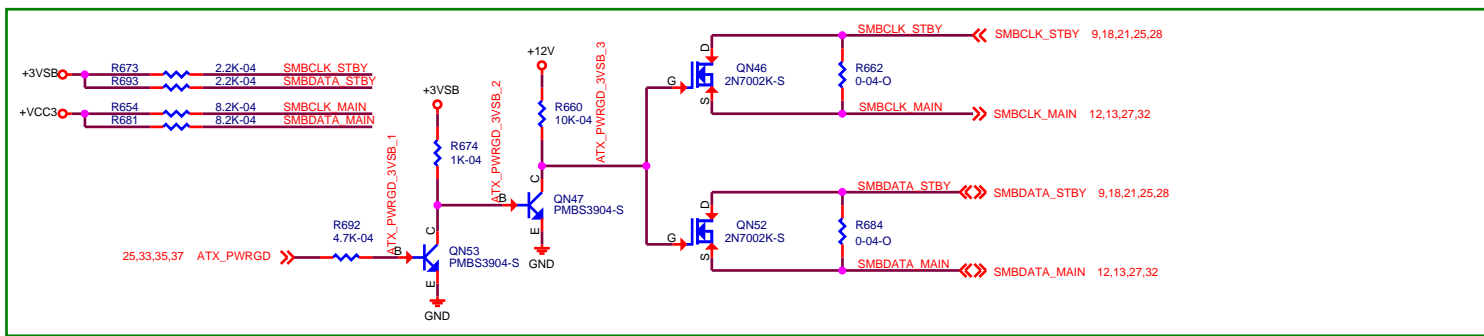 +3VSB
R673
2.2K-04
SMBCLK_STBY
R693
2.2K-04
SMBDATA_STBY
+VCC3
R654
8.2K-04
SMBCLK_MAIN
R681
8.2K-04
SMBDATA_MAIN
25,33,35,37 ATX_PWRGD
R692
4.7K-04
ATX_PWRGD_3VSB_1
+3VSB
R674
1K-04
B
C
E
QN53
PMBS3904-S
GND
ATX_PWRGD_3VSB_2
+12V
R660
10K-04
B
C
E
QN47
PMBS3904-S
GND
ATX_PWRGD_3VSB_3
G
D
S
QN46
2N7002K-S
SMBCLK_STBY
SMBCLK_STBY 9,18,21,25,28
R662
0-04-O
SMBCLK_MAIN
SMBCLK_MAIN 12,13,27,32
G
D
S
QN52
2N7002K-S
SMBDATA_STBY
SMBDATA_STBY 9,18,21,25,28
R684
0-04-O
SMBDATA_MAIN
SMBDATA_MAIN 12,13,27,32